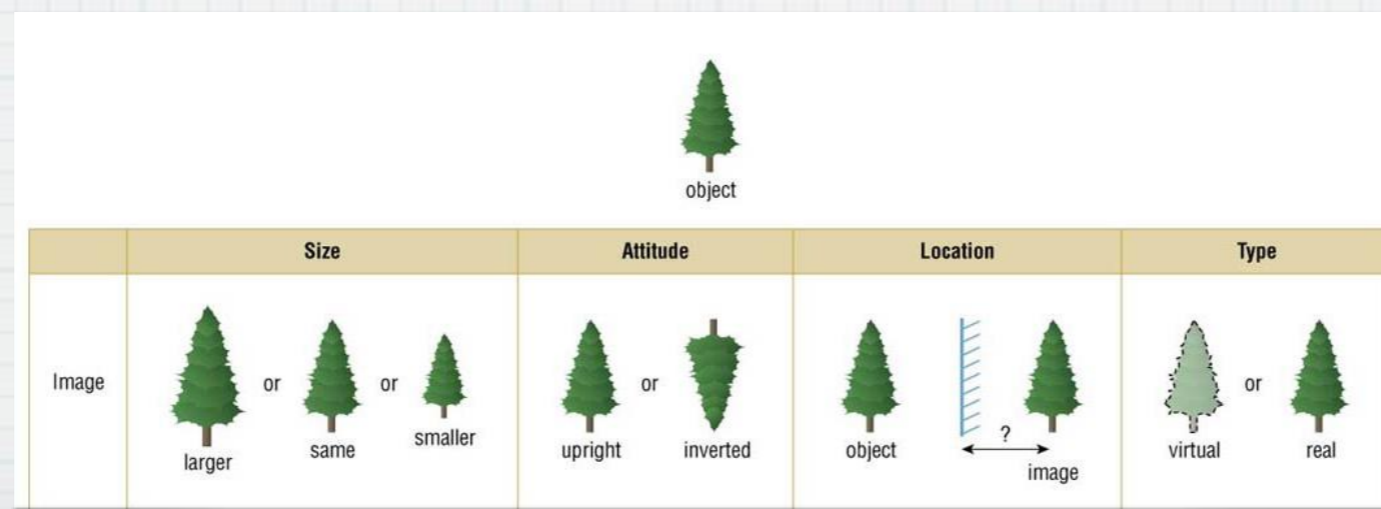 object
Size Attitude Location Type
Image
larger or same or smaller
upright or inverted
object ? image
virtual or real